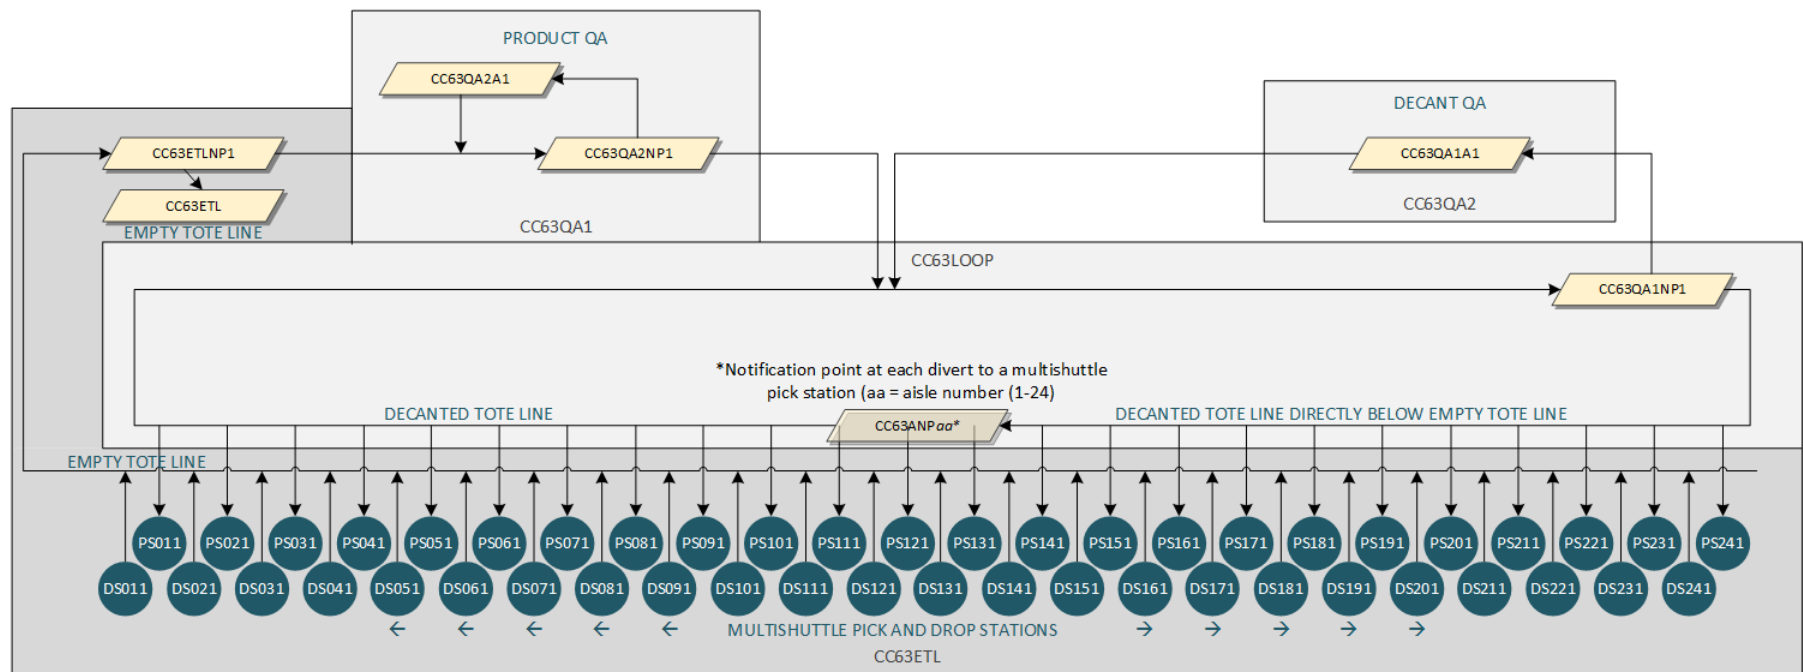 PRODUCT QA
CC63QA2A1
DECANT QA
CC63ETLNP1
CC63QA2NP1
CC63QA1A1
CC63ETL
CC63QA2
CC63QA1
EMPTY TOTE LINE
CC63LOOP
CC63QA1NP1
*Notification point at each divert to a multishuttle
pick station (aa = aisle number (1-24)
DECANTED TOTE LINE
DECANTED TOTE LINE DIRECTLY BELOW EMPTY TOTE LINE
CC63ANPaa*
EMPTY TOTE LINE
PS011 PS021 PS031 PS041 PS051 PS061 PS071 PS081 PS091 PS101 PS111 PS121 PS131 PS141 PS151 PS161 PS171 PS181 PS191 PS201 PS211 PS221 PS231 PS241
DS011 DS021 DS031 DS041 DS051 DS061 DS071 DS081 DS091 DS101 DS111 DS121 DS131 DS141 DS151 DS161 DS171 DS181 DS191 DS201 DS211 DS221 DS231 DS241
← ← ← ← ← MULTISHUTTLE PICK AND DROP STATIONS → → → → →
CC63ETL